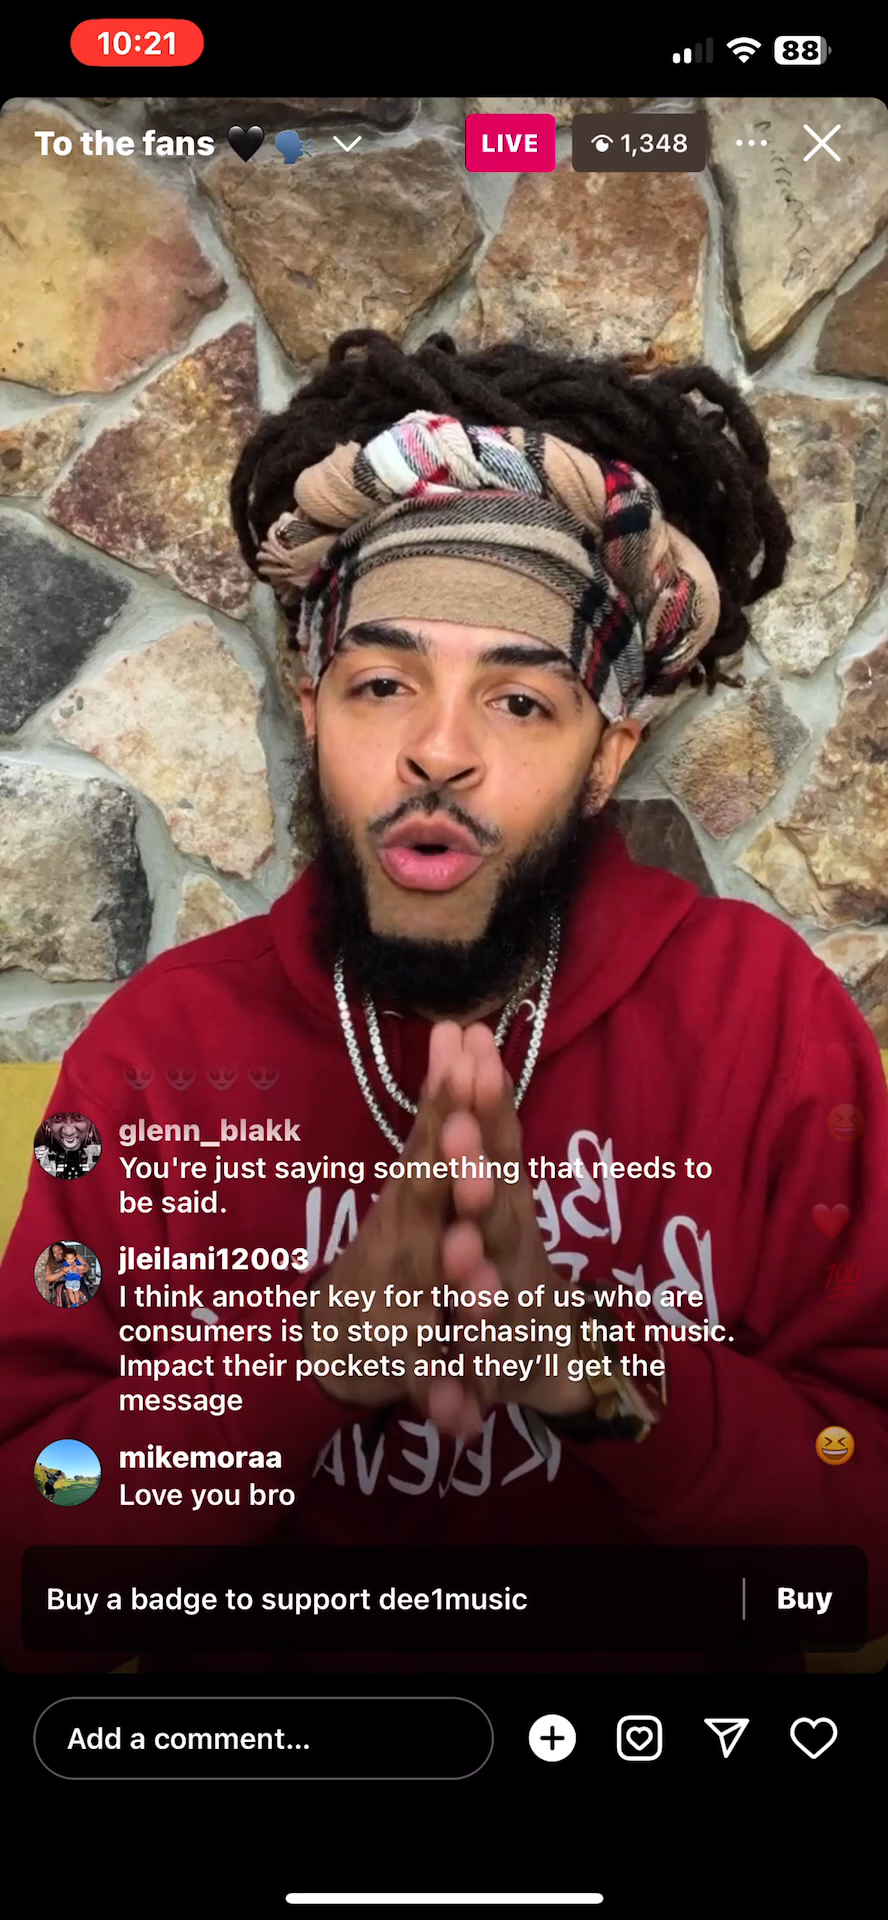 10:21
88
To the fans 🖤 🗣️
LIVE
1,348
👽 👽 👽 👽
glenn_blakk
You're just saying something that needs to
be said.
jleilani12003
I think another key for those of us who are
consumers is to stop purchasing that music.
Impact their pockets and they’ll get the
message
mikemoraa
Love you bro
Buy a badge to support dee1music
Buy
Add a comment...